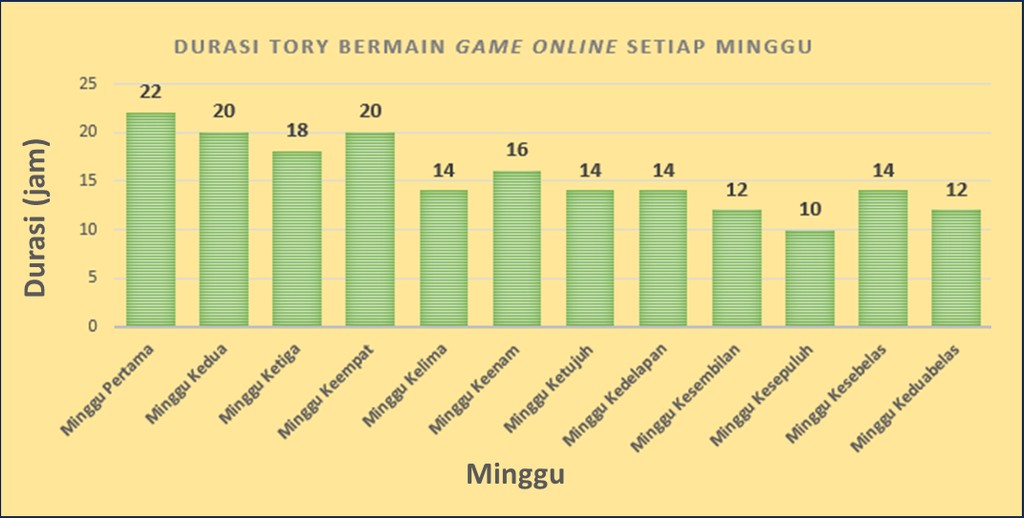 DURASI TORY BERMAIN GAME ONLINE SETIAP MINGGU
Durasi (jam)
25
20
15
10
5
0
22
20
18
20
14
16
14
14
12
10
14
12
Minggu Pertama
Minggu Kedua
Minggu Ketiga
Minggu Keempat
Minggu Kelima
Minggu Keenam
Minggu Ketujuh
Minggu Kedelapan
Minggu Kesembilan
Minggu Kesepuluh
Minggu Kesebelas
Minggu Keduabelas
Minggu